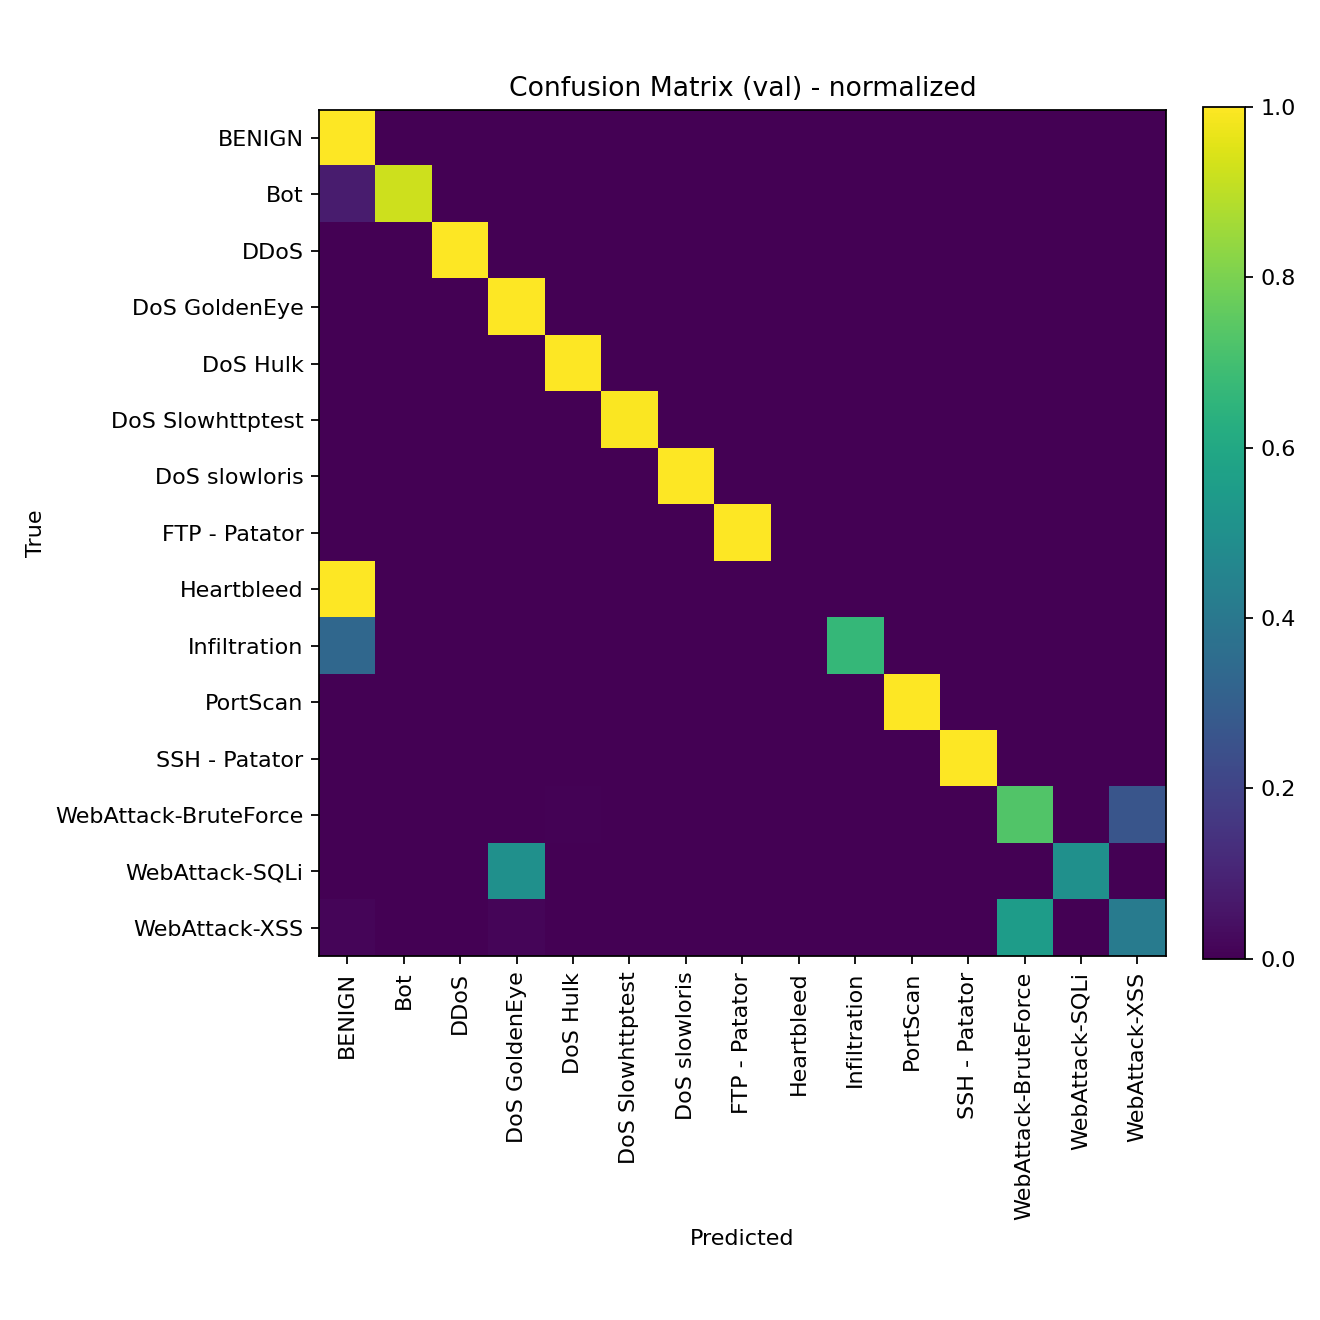 Confusion Matrix (val) - normalized
True
BENIGN
Bot
DDoS
DoS GoldenEye
DoS Hulk
DoS Slowhttptest
DoS slowloris
FTP - Patator
Heartbleed
Infiltration
PortScan
SSH - Patator
WebAttack-BruteForce
WebAttack-SQLi
WebAttack-XSS
BENIGN
Bot
DDoS
DoS GoldenEye
DoS Hulk
DoS Slowhttptest
DoS slowloris
FTP - Patator
Heartbleed
Infiltration
PortScan
SSH - Patator
WebAttack-BruteForce
WebAttack-SQLi
WebAttack-XSS
Predicted
1.0
0.8
0.6
0.4
0.2
0.0